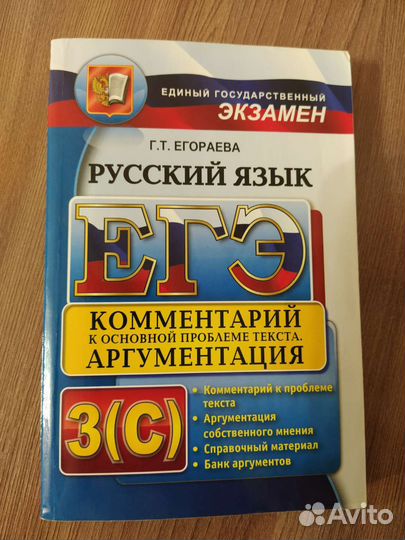 ЕДИНЫЙ ГОСУДАРСТВЕННЫЙ
ЭКЗАМЕН
Г.Т. ЕГОРАЕВА
РУССКИЙ ЯЗЫК
ЕГЭ
КОММЕНТАРИЙ
К ОСНОВНОЙ ПРОБЛЕМЕ ТЕКСТА.
АРГУМЕНТАЦИЯ
3(С)
• Комментарий к проблеме
текста
• Аргументация
собственного мнения
• Справочный материал
• Банк аргументов
Avito